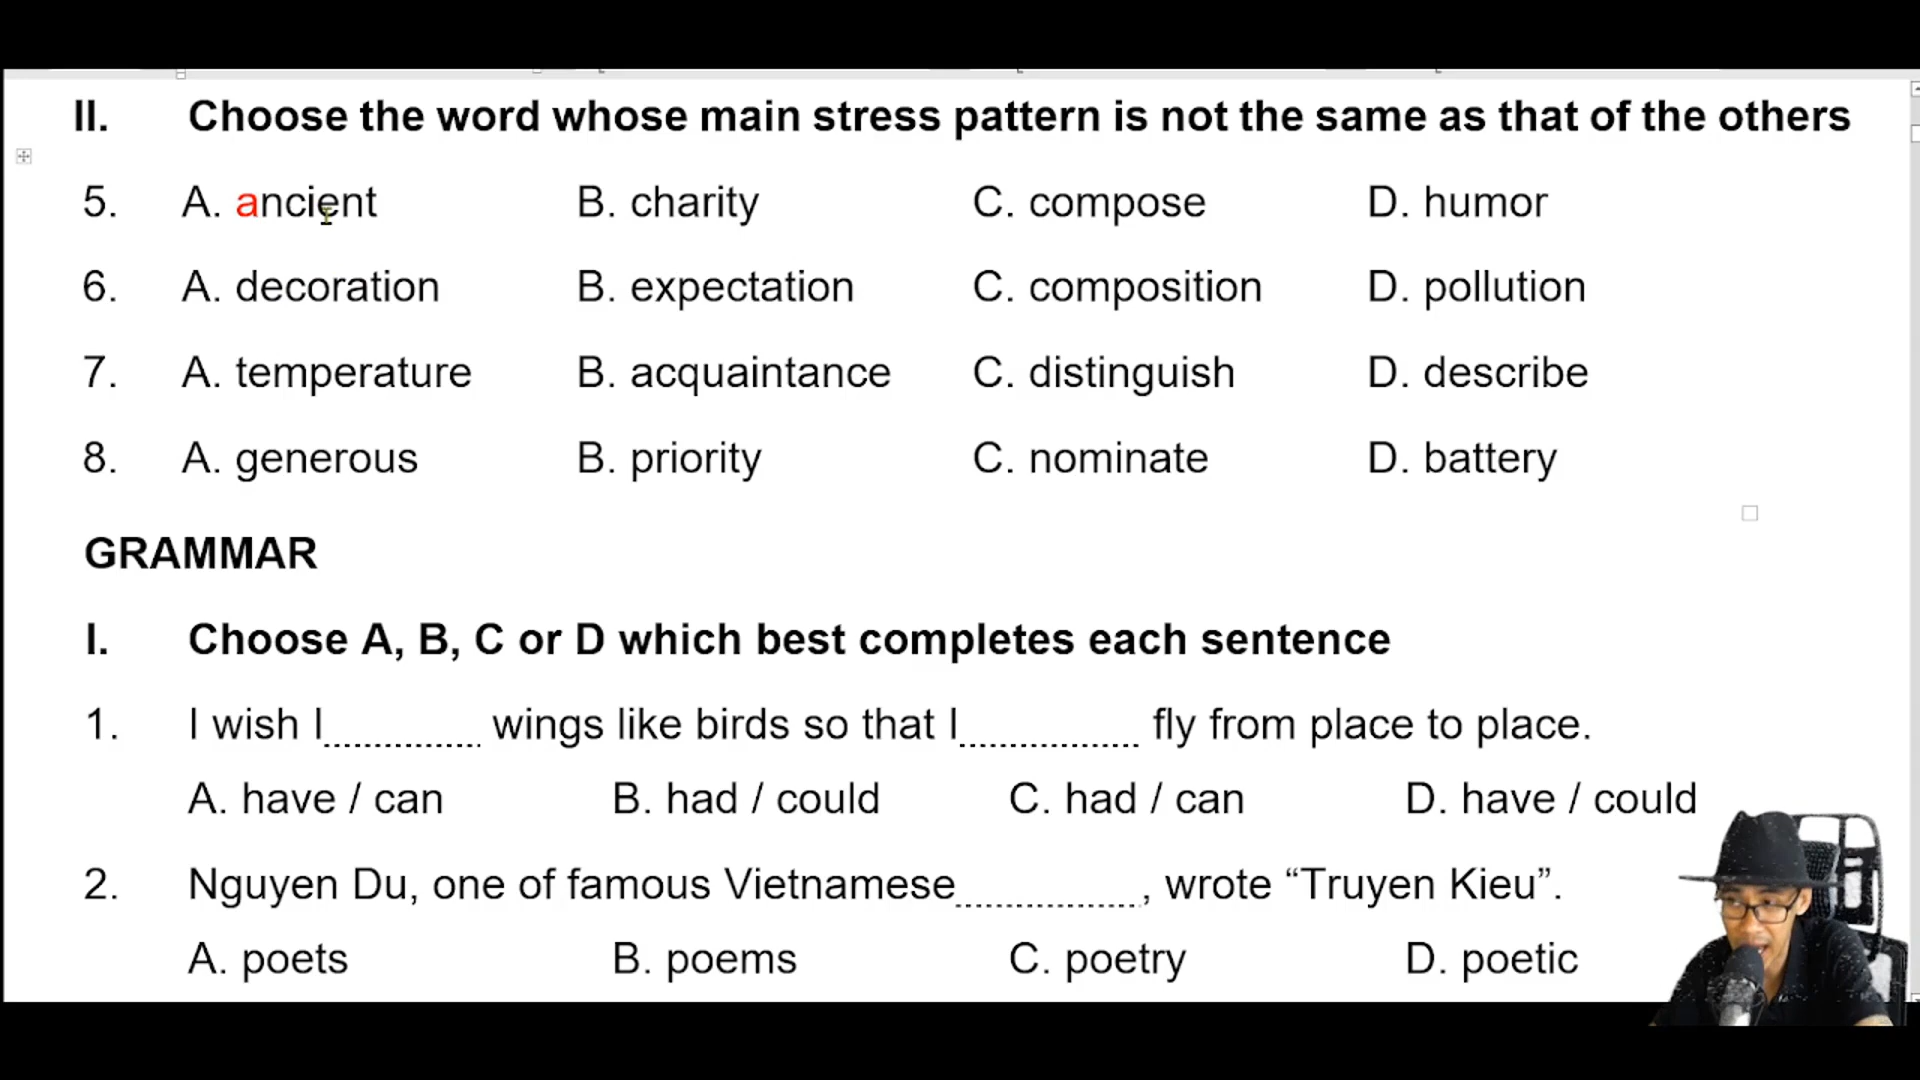 II. Choose the word whose main stress pattern is not the same as that of the others
5. A. ancient B. charity C. compose D. humor
6. A. decoration B. expectation C. composition D. pollution
7. A. temperature B. acquaintance C. distinguish D. describe
8. A. generous B. priority C. nominate D. battery
GRAMMAR
I. Choose A, B, C or D which best completes each sentence
1. I wish I............. wings like birds so that I............... fly from place to place.
A. have / can B. had / could C. had / can D. have / could
2. Nguyen Du, one of famous Vietnamese..............., wrote “Truyen Kieu”.
A. poets B. poems C. poetry D. poetic